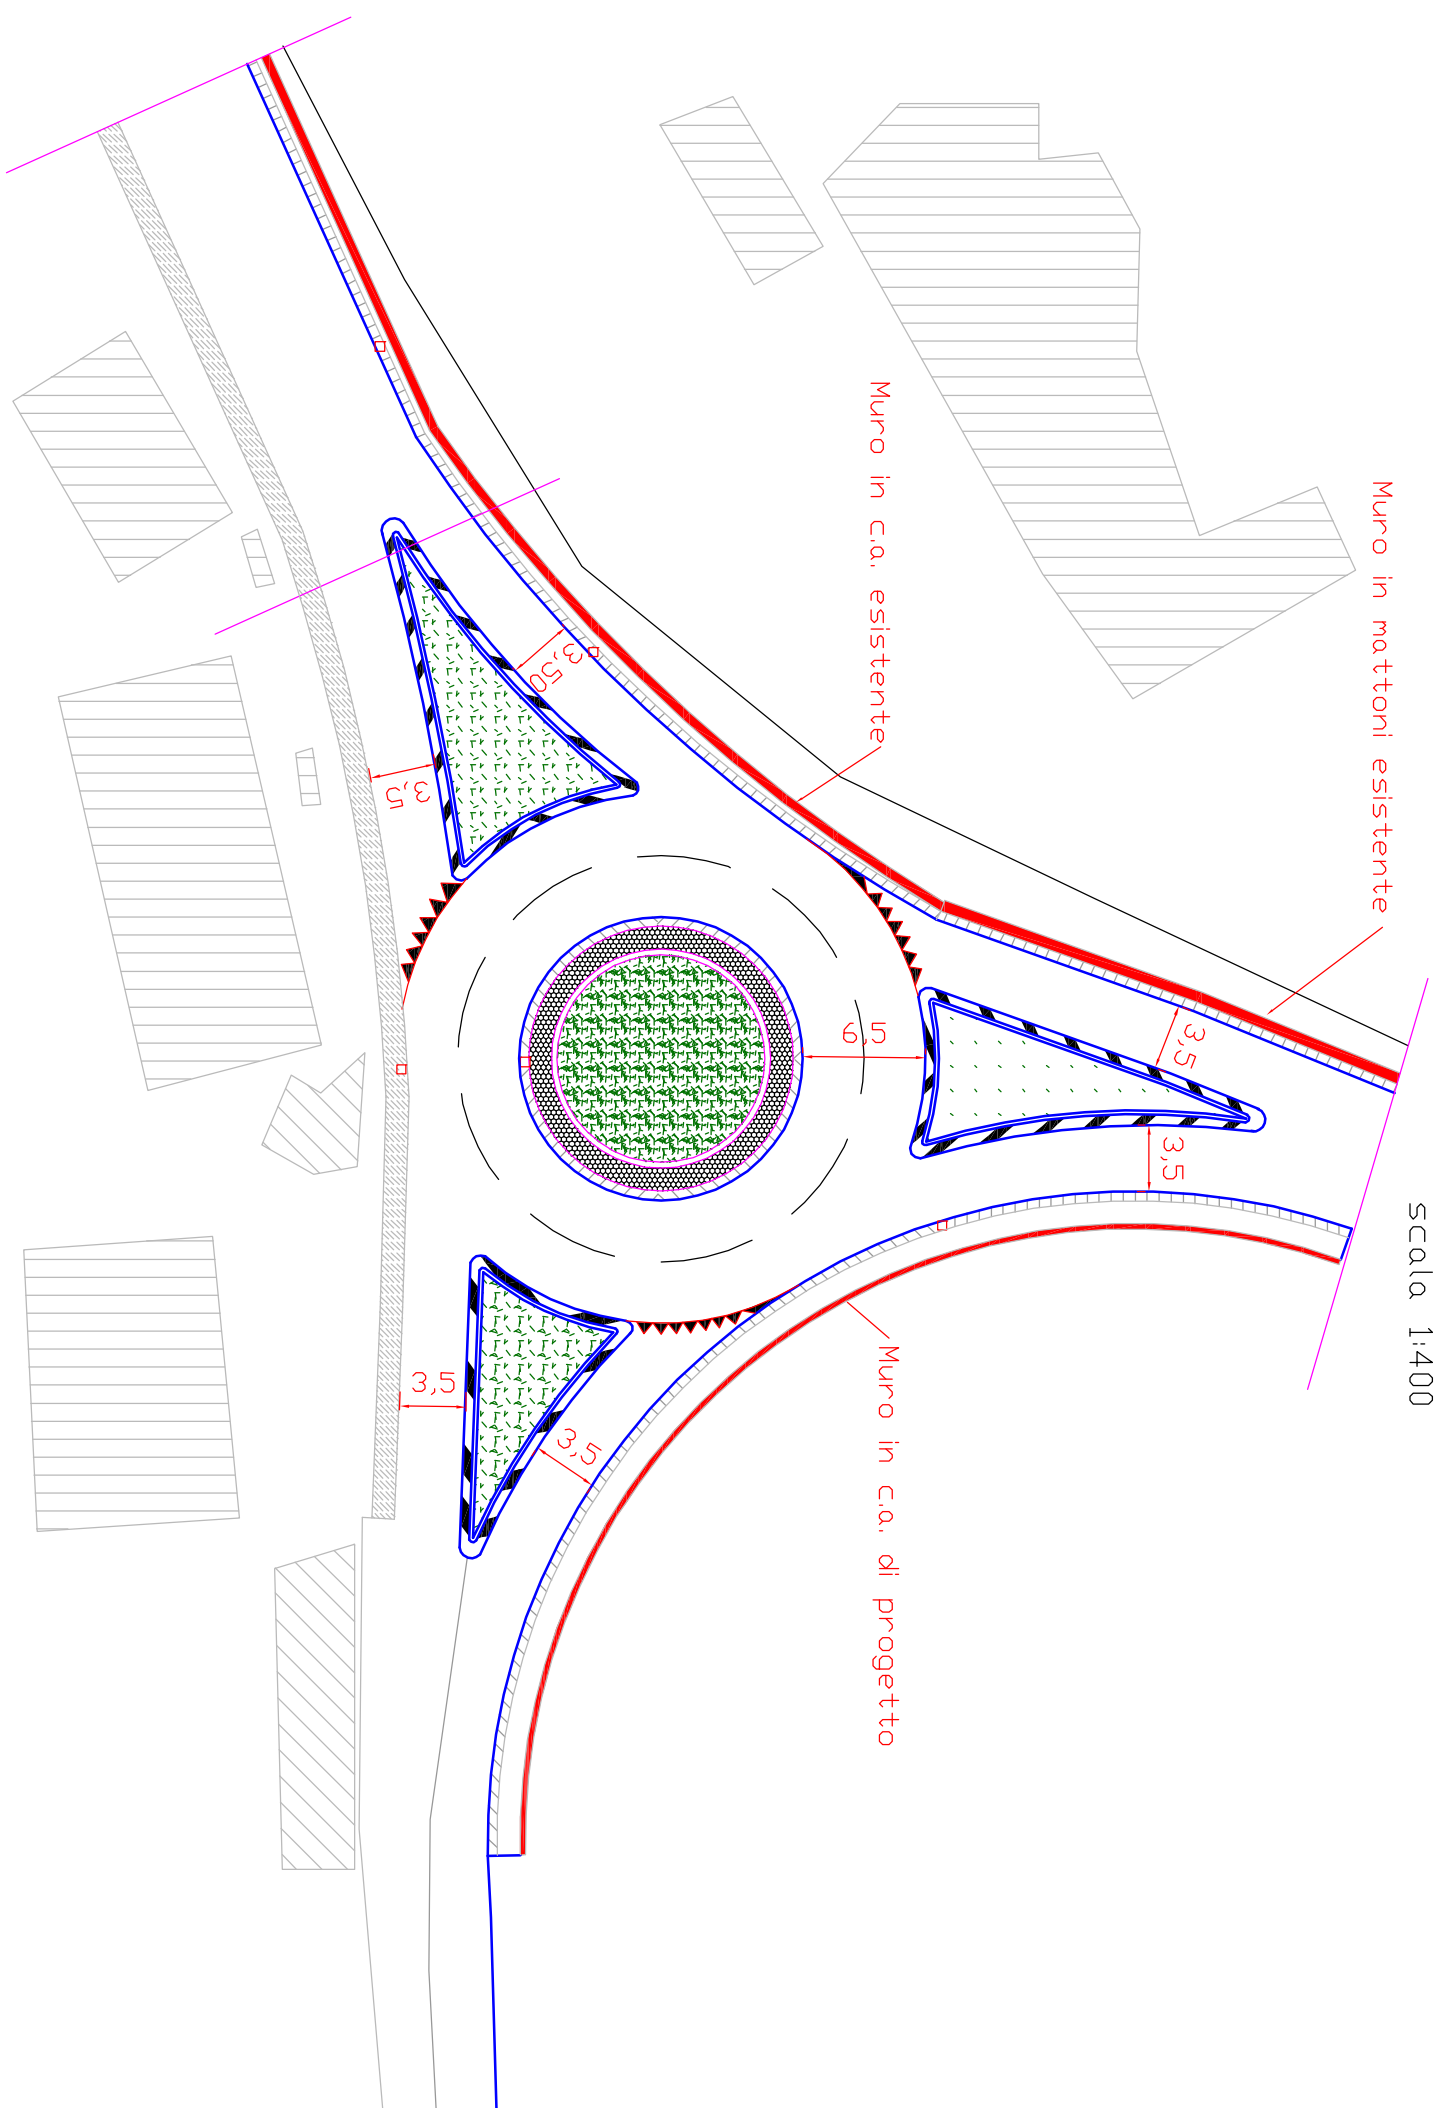 scala 1:400
Muro in mattoni esistente
Muro in c.a. esistente
Muro in c.a. di progetto
3,50
3,5
6,5
3,5
3,5
3,5
3,5